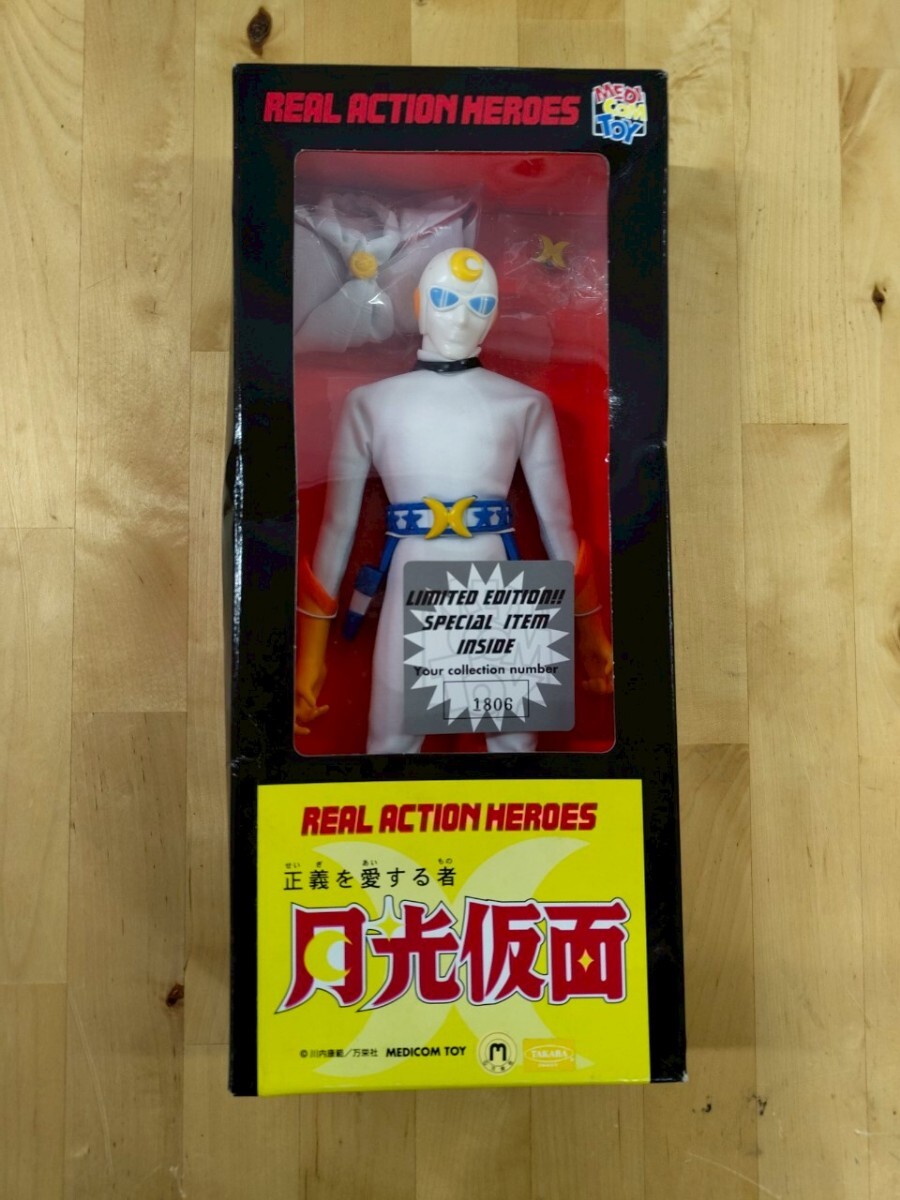 REAL ACTION HEROES
MEDI
COM
TOY
LIMITED EDITION!!
SPECIAL ITEM
INSIDE
Your collection number
1806
REAL ACTION HEROES
せいぎ あい もの
正義を愛する者
月光仮面
©川内康範/万栄社 MEDICOM TOY
M
TAKARA